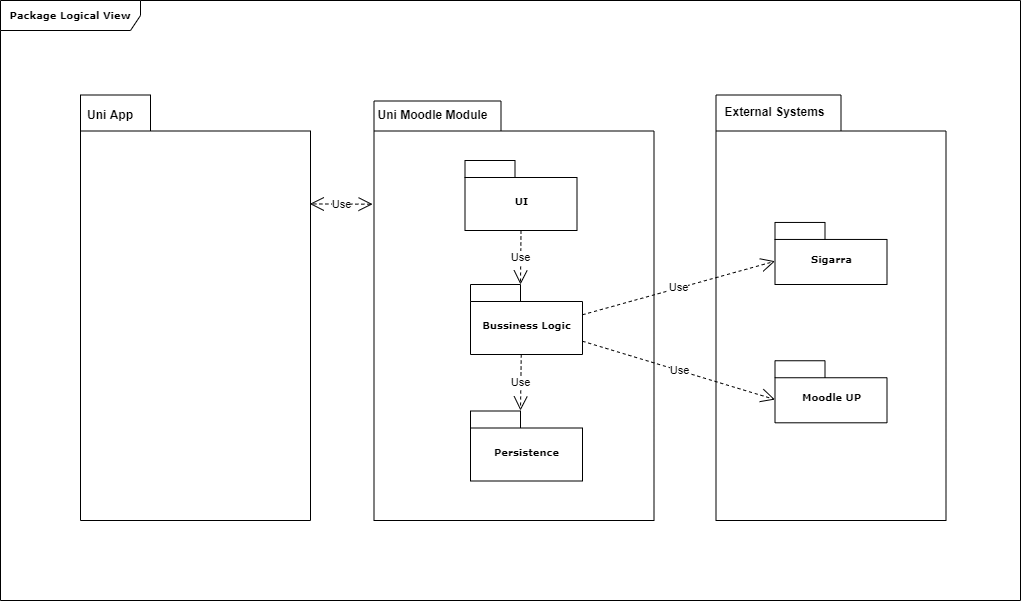 Package Logical View
Uni App
Uni Moodle Module
External Systems
UI
Use
Use
Sigarra
Use
Bussiness Logic
Use
Use
Moodle UP
Persistence